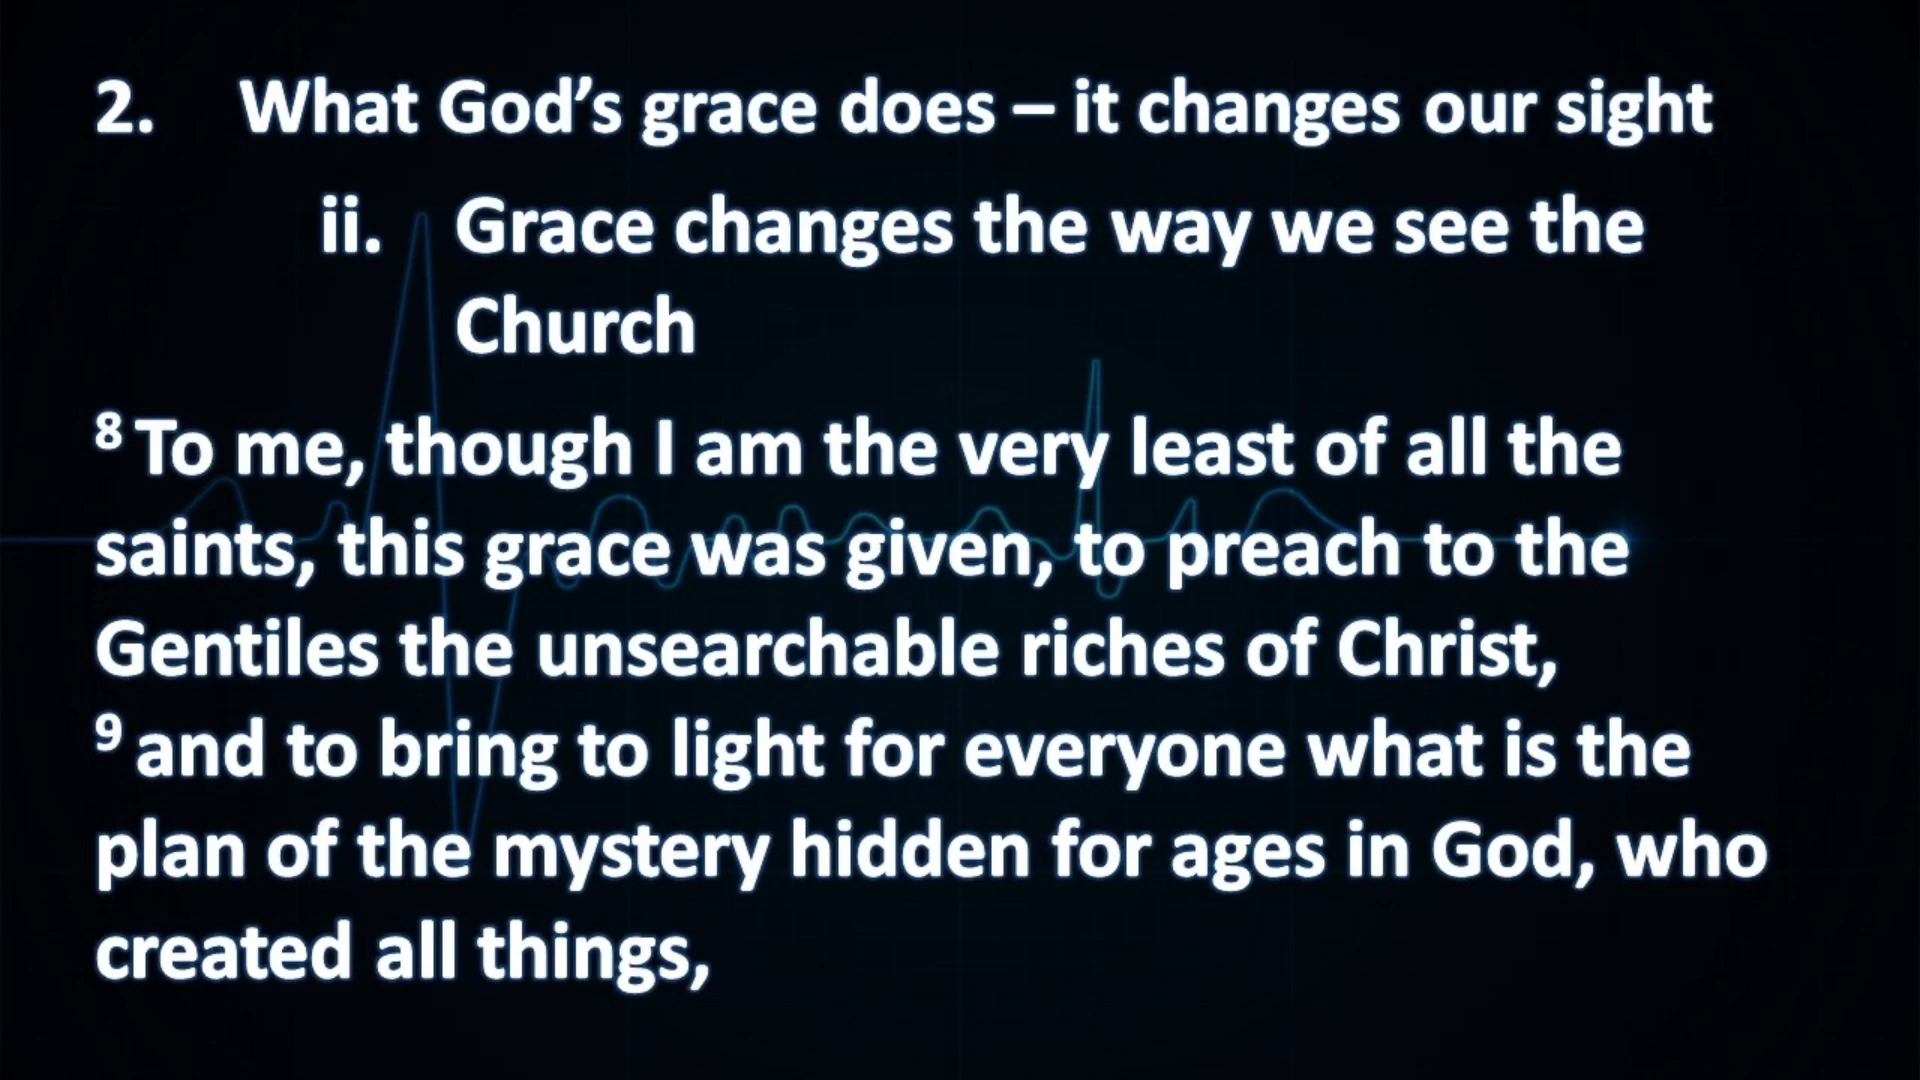 2. What God’s grace does – it changes our sight
ii. Grace changes the way we see the
Church
8 To me, though I am the very least of all the
saints, this grace was given, to preach to the
Gentiles the unsearchable riches of Christ,
9 and to bring to light for everyone what is the
plan of the mystery hidden for ages in God, who
created all things,